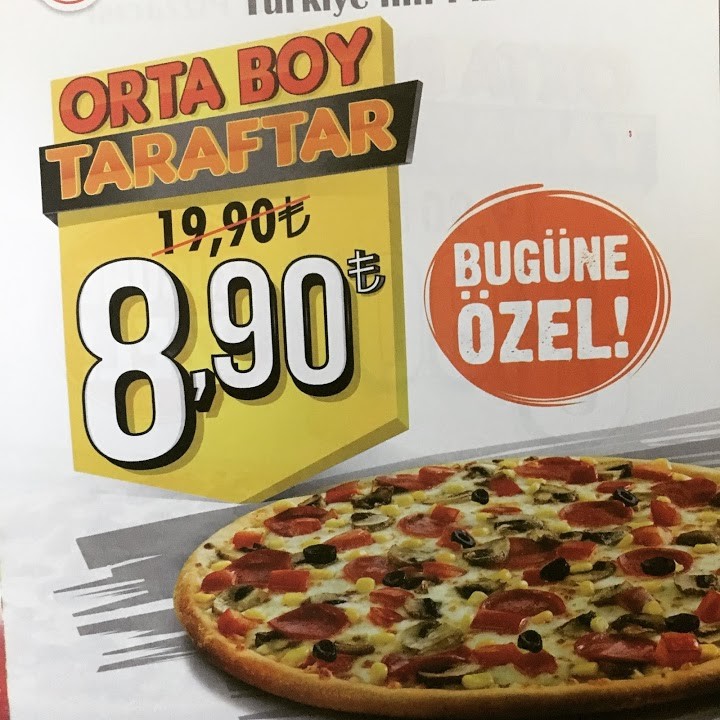 ORTA BOY
TARAFTAR
19,90₺
8,90₺
BUGÜNE
ÖZEL!